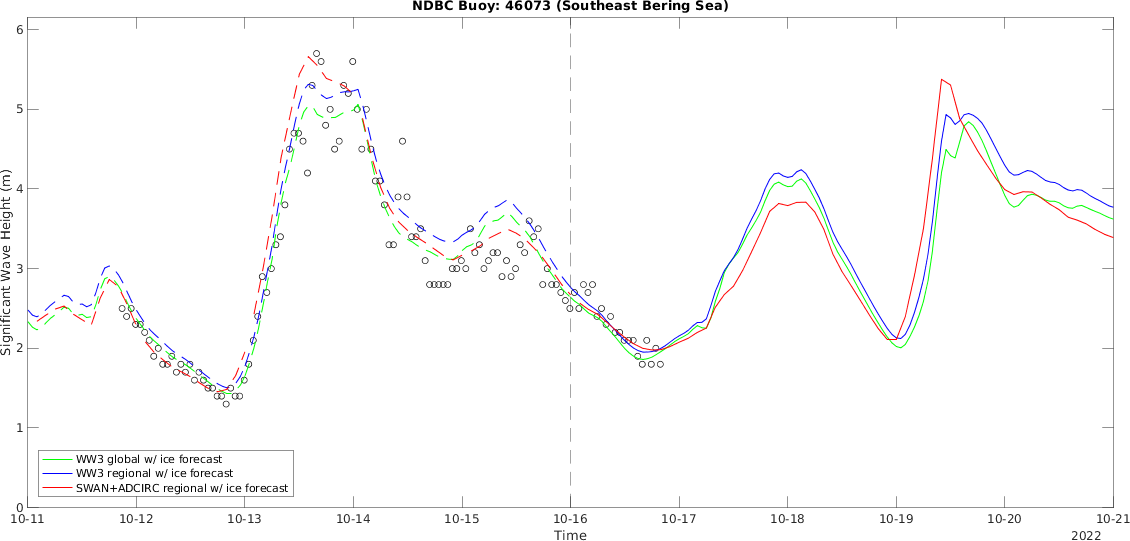 NDBC Buoy: 46073 (Southeast Bering Sea)
6
5
4
3
2
1
0
Significant Wave Height (m)
WW3 global w/ ice forecast
WW3 regional w/ ice forecast
SWAN+ADCIRC regional w/ ice forecast
10-11 10-12 10-13 10-14 10-15 10-16 10-17 10-18 10-19 10-20 10-21
Time
2022